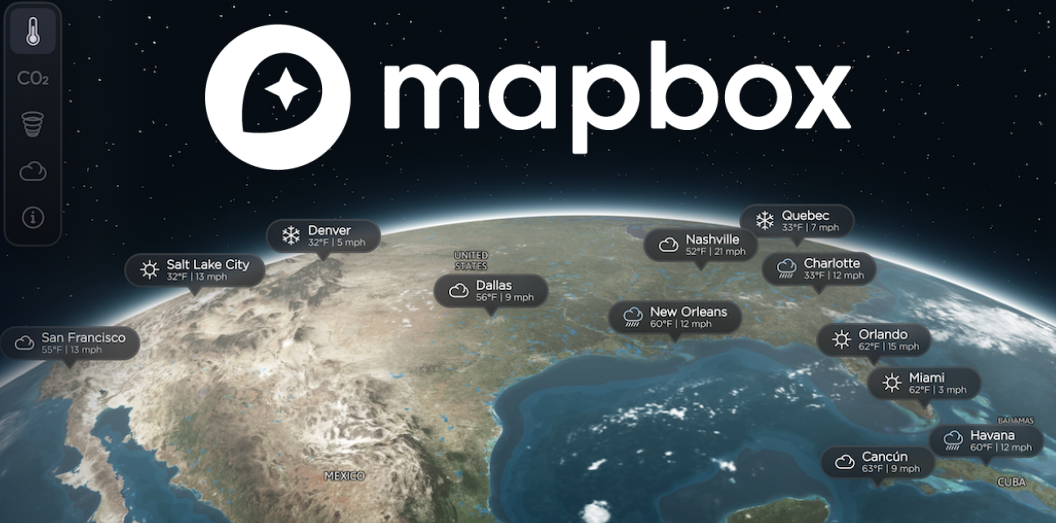 mapbox
CO₂
Quebec
33°F | 7 mph
Denver
32°F | 5 mph
Nashville
52°F | 21 mph
UNITED
STATES
Salt Lake City
32°F | 13 mph
Charlotte
33°F | 12 mph
Dallas
56°F | 9 mph
New Orleans
60°F | 12 mph
San Francisco
55°F | 13 mph
Orlando
62°F | 15 mph
Miami
62°F | 3 mph
BAHAMAS
Havana
60°F | 12 mph
Cancún
63°F | 9 mph
MEXICO
CUBA